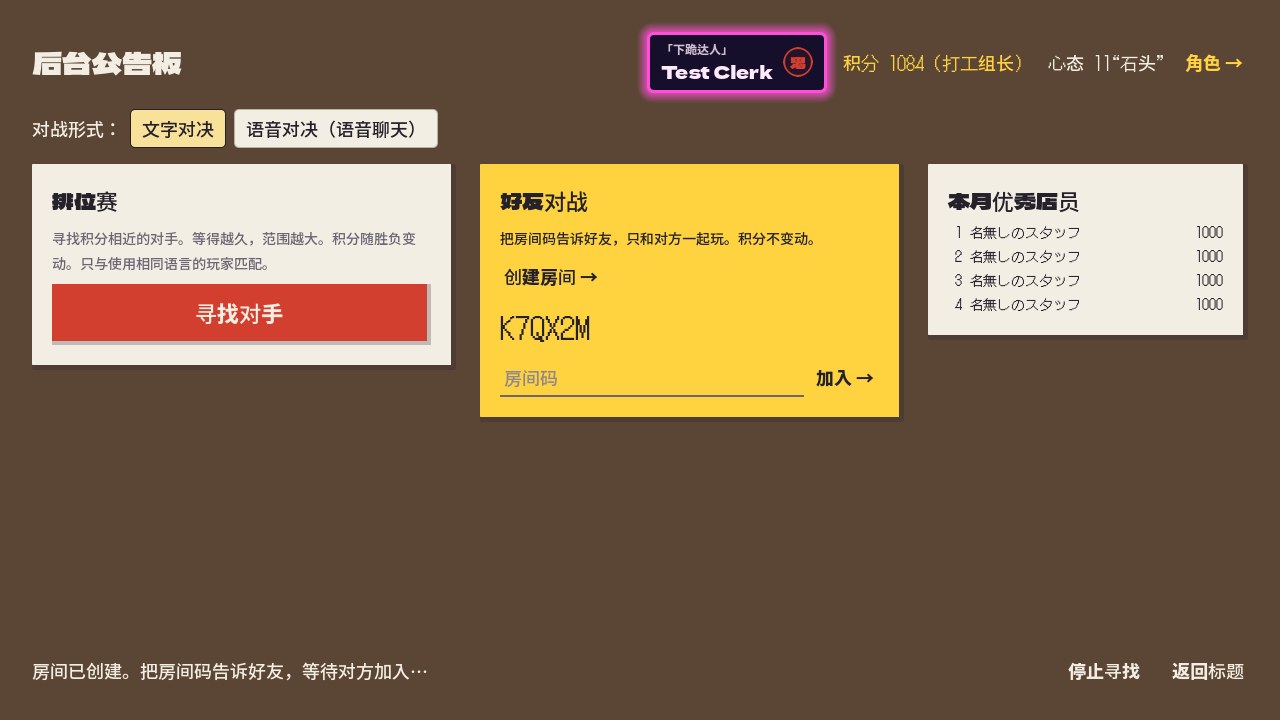 后台公告板
「下跪达人」
Test Clerk
积分 1084（打工组长） 心态 11“石头” 角色 →
对战形式：
文字对决
语音对决（语音聊天）
排位赛
寻找积分相近的对手。等得越久，范围越大。积分随胜负变
动。只与使用相同语言的玩家匹配。
寻找对手
好友对战
把房间码告诉好友，只和对方一起玩。积分不变动。
创建房间 →
K7QX2M
房间码
加入 →
本月优秀店员
1 名無しのスタッフ 1000
2 名無しのスタッフ 1000
3 名無しのスタッフ 1000
4 名無しのスタッフ 1000
房间已创建。把房间码告诉好友，等待对方加入…
停止寻找
返回标题